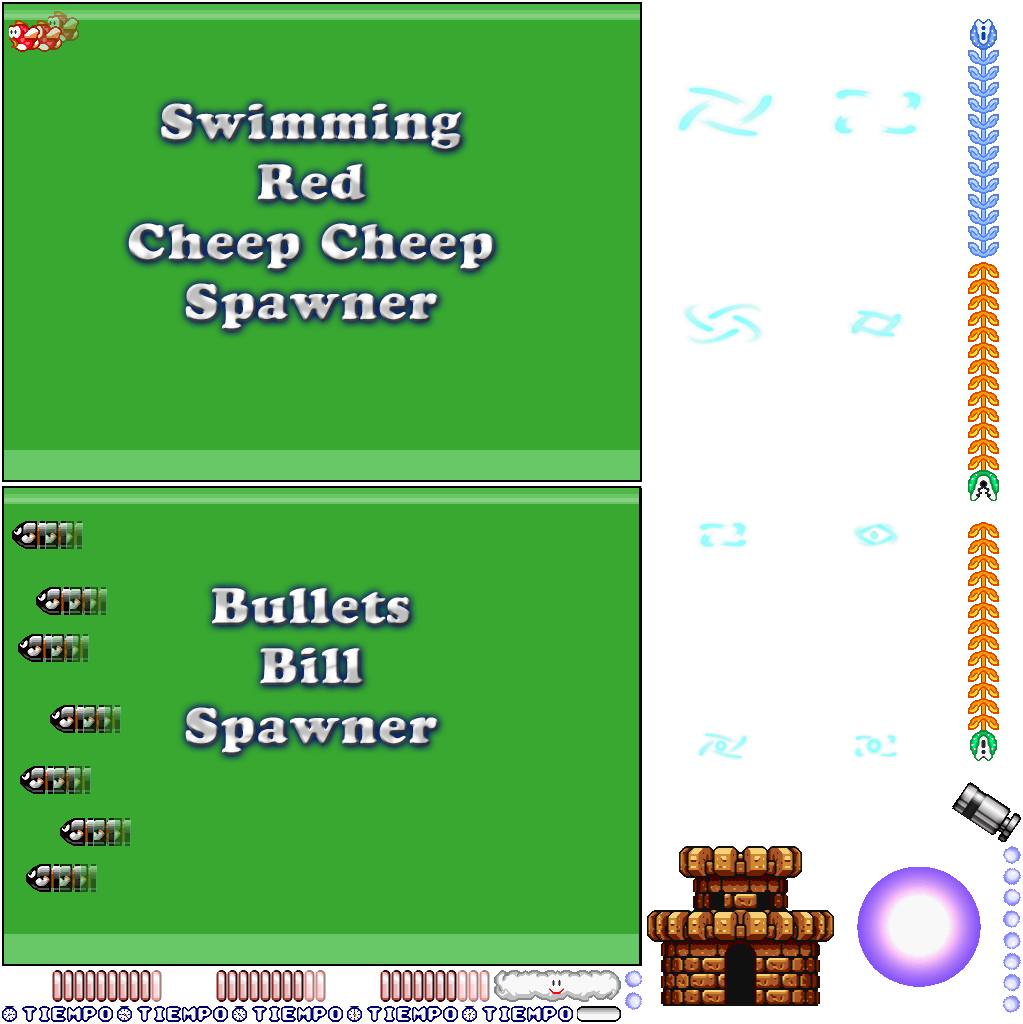 Swimming
Red
Cheep Cheep
Spawner
Bullets
Bill
Spawner
TIEMPO TIEMPO TIEMPO TIEMPO TIEMPO